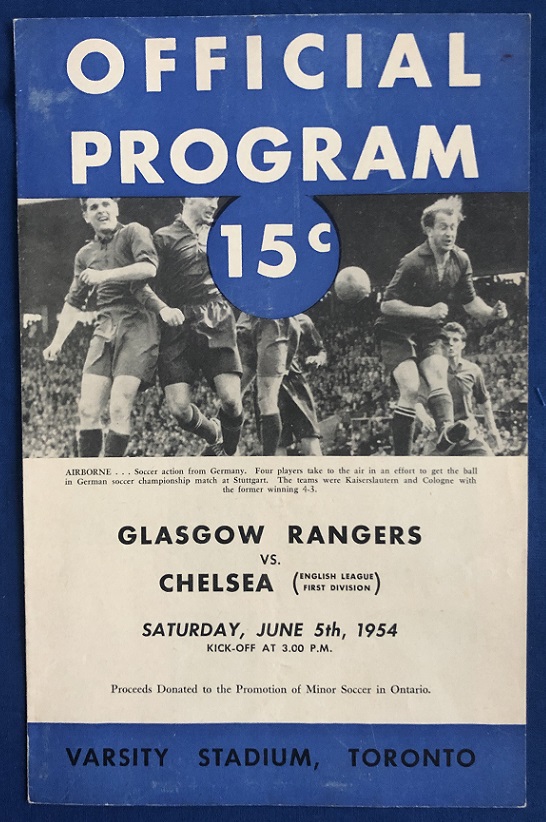 OFFICIAL
PROGRAM
15c
AIRBORNE . . . Soccer action from Germany. Four players take to the air in an effort to get the ball
in German soccer championship match at Stuttgart. The teams were Kaiserslautern and Cologne with
the former winning 4-3.
GLASGOW RANGERS
VS.
CHELSEA (ENGLISH LEAGUE
FIRST DIVISION)
SATURDAY, JUNE 5th, 1954
KICK-OFF AT 3.00 P.M.
Proceeds Donated to the Promotion of Minor Soccer in Ontario.
VARSITY STADIUM, TORONTO